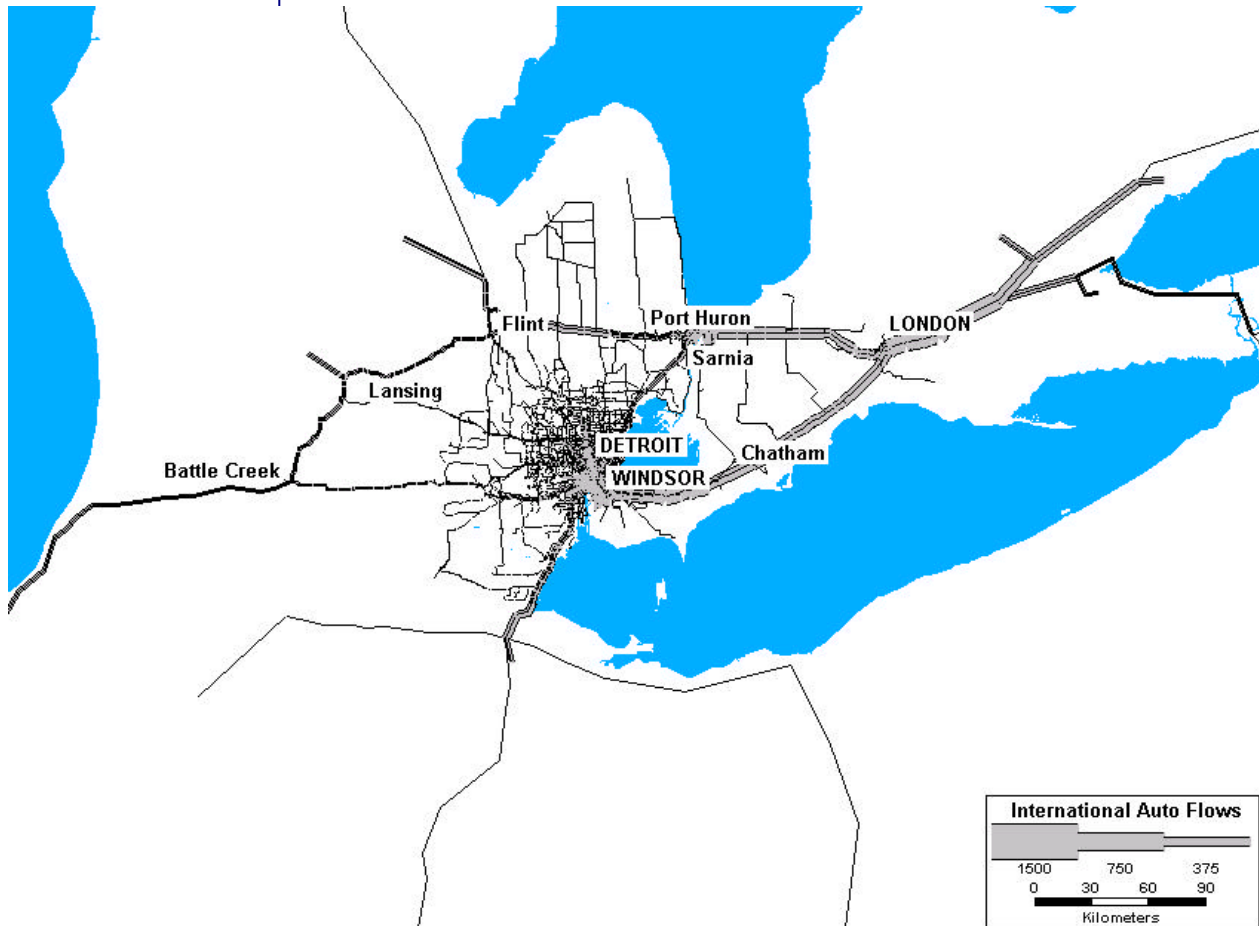 Port Huron
Flint
LONDON
Sarnia
Lansing
DETROIT
Chatham
Battle Creek
WINDSOR
International Auto Flows
1500 750 375
0 30 60 90
Kilometers